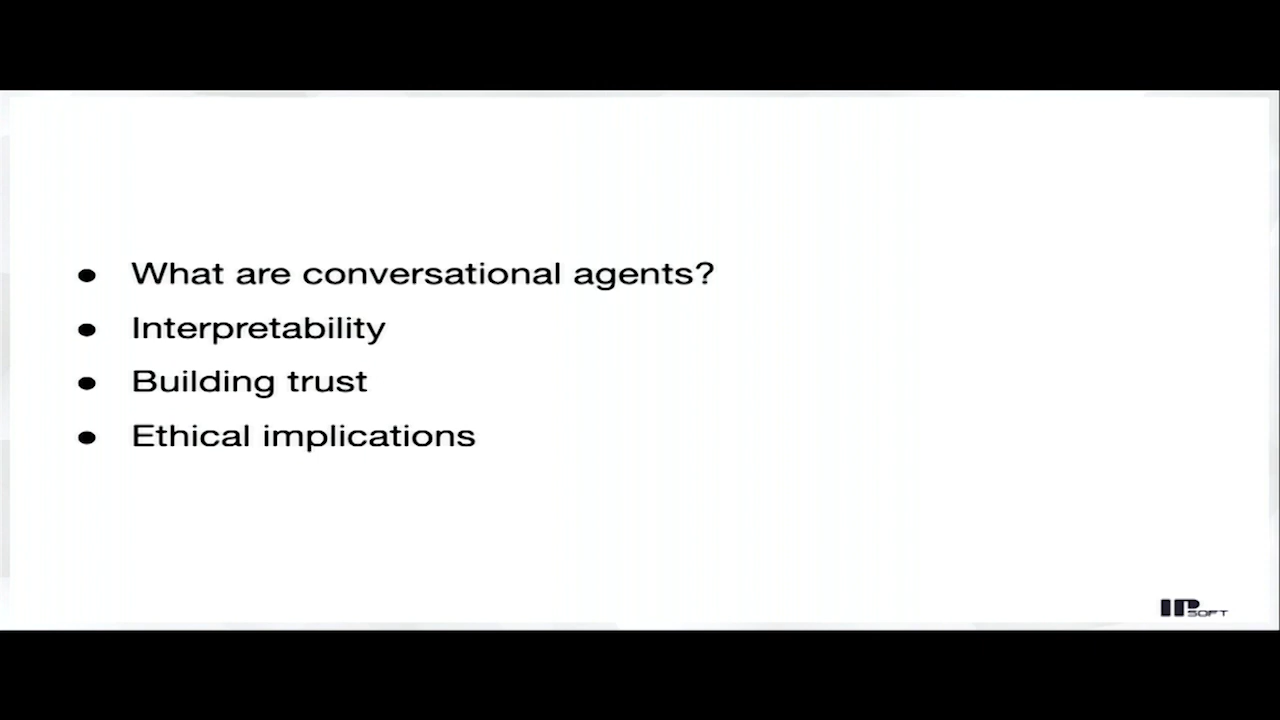 ● What are conversational agents?
● Interpretability
● Building trust
● Ethical implications
IPSOFT